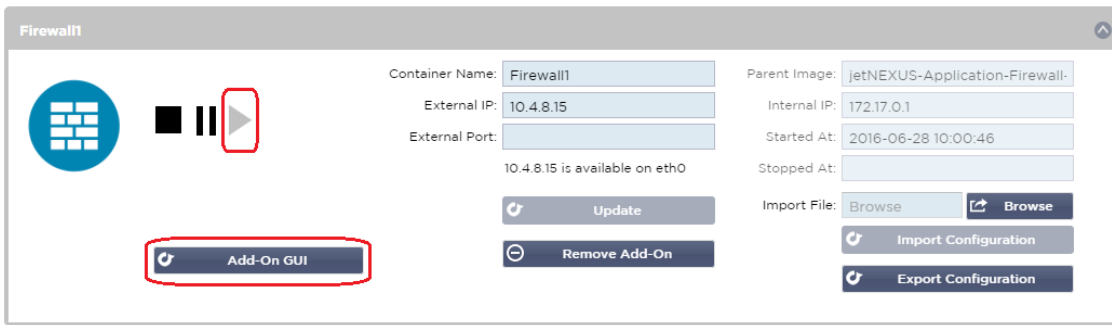 Firewall1
Container Name: Firewall1
Parent Image: jetNEXUS-Application-Firewall-
External IP: 10.4.8.15
Internal IP: 172.17.0.1
External Port:
Started At: 2016-06-28 10:00:46
10.4.8.15 is available on eth0
Stopped At:
Update
Import File: Browse Browse
Import Configuration
Add-On GUI
Remove Add-On
Export Configuration